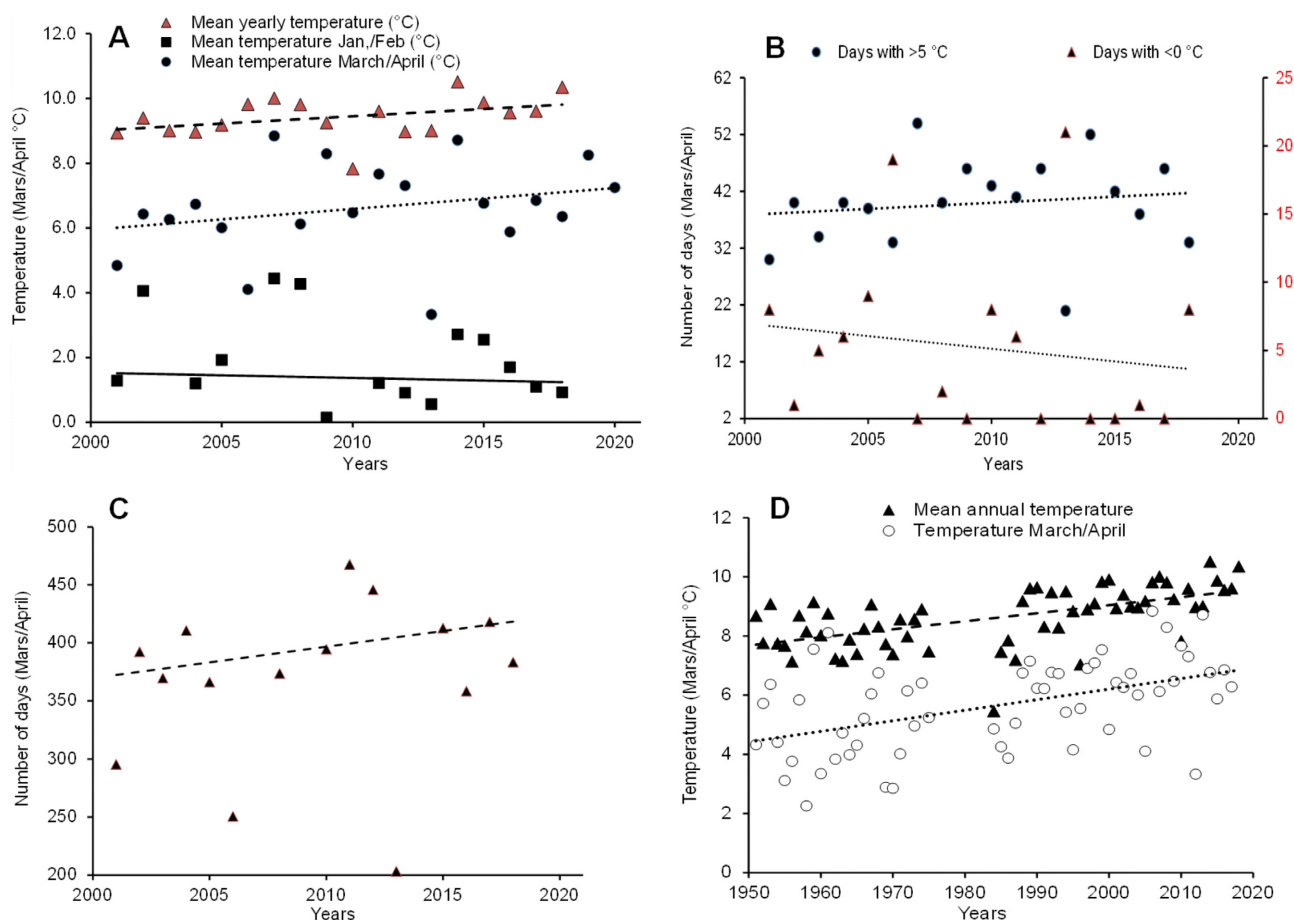 A
Mean yearly temperature (°C)
Mean temperature Jan,/Feb (°C)
Mean temperature March/April (°C)
Temperature (Mars/April °C)
12.0
10.0
8.0
6.0
4.0
2.0
0.0
2000 2005 2010 2015 2020
Years
B
Days with >5 °C
Days with <0 °C
Number of days (Mars/April)
62
52
42
32
22
12
2
25
20
15
10
5
0
2000 2005 2010 2015 2020
Years
C
Number of days (Mars/April)
500
450
400
350
300
250
200
2000 2005 2010 2015 2020
Years
D
Mean annual temperature
Temperature March/April
Temperature (Mars/April °C)
12
10
8
6
4
2
0
1950 1960 1970 1980 1990 2000 2010 2020
Years